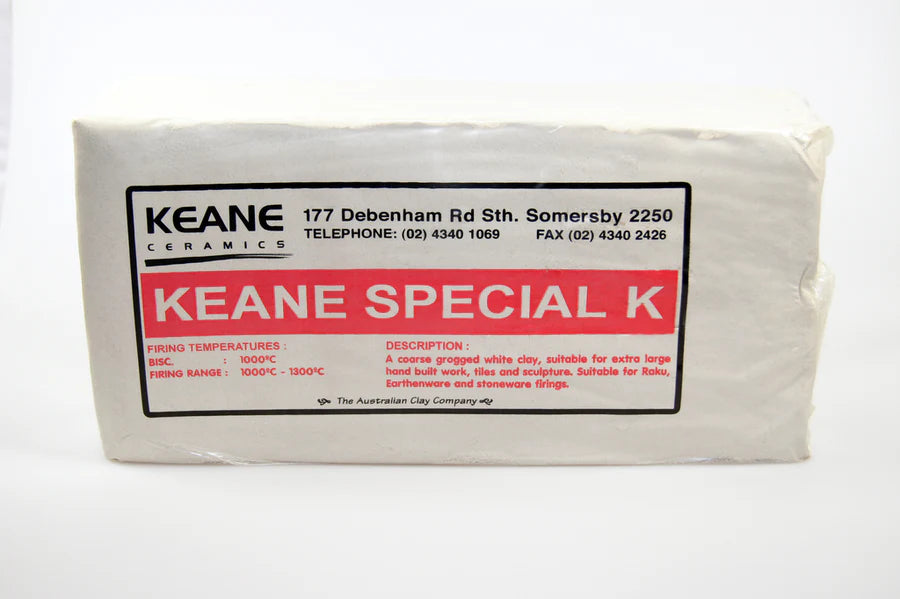 KEANE
CERAMICS
177 Debenham Rd Sth. Somersby 2250
TELEPHONE: (02) 4340 1069 FAX (02) 4340 2426
KEANE SPECIAL K
FIRING TEMPERATURES :
BISC. : 1000ºC
FIRING RANGE : 1000ºC - 1300ºC
DESCRIPTION :
A coarse grogged white clay, suitable for extra large
hand built work, tiles and sculpture. Suitable for Raku,
Earthenware and stoneware firings.
The Australian Clay Company